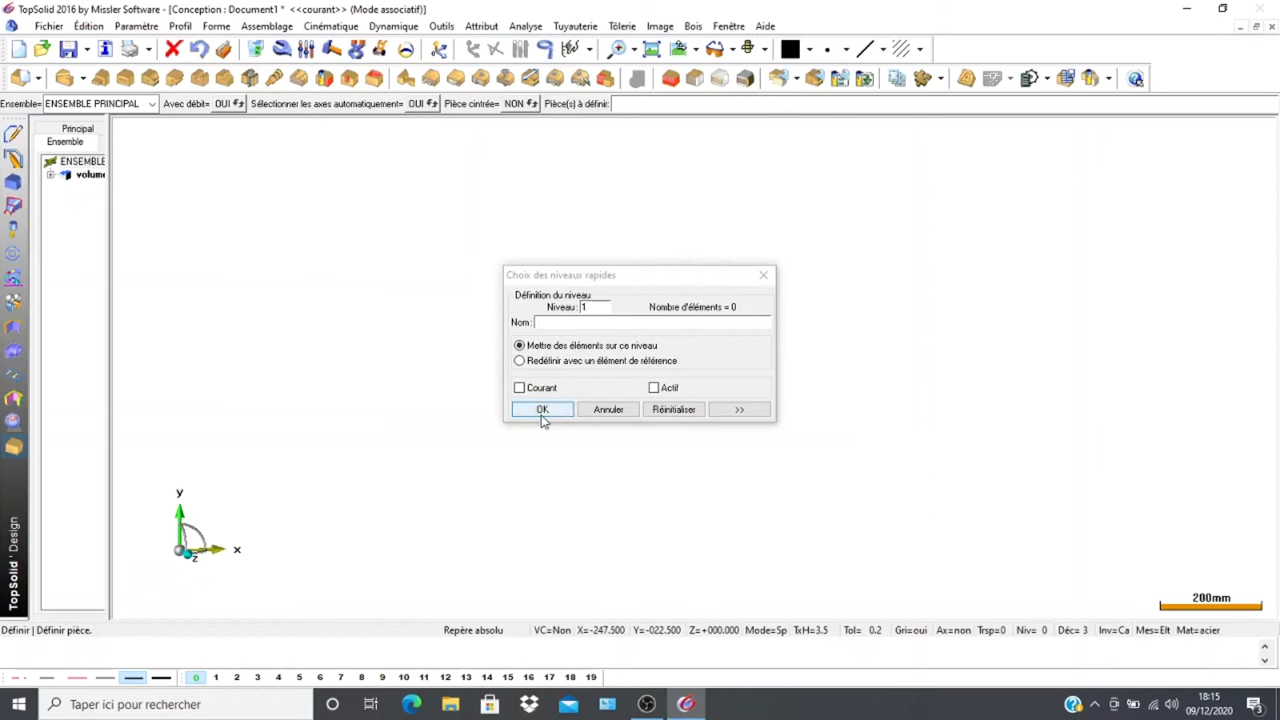 TopSolid 2016 by Missler Software - [Conception : Document1 * <<courant>> (Mode associatif)]
Fichier Édition Paramètre Profil Forme Assemblage Cinématique Dynamique Outils Attribut Analyse Tuyauterie Tôlerie Image Bois Fenêtre Aide
Ensemble= ENSEMBLE PRINCIPAL Avec débit= OUI Sélectionner les axes automatiquement= OUI Pièce cintrée= NON Pièce(s) à définir:
Principal
Ensemble
ENSEMBLE
volume
Choix des niveaux rapides
Définition du niveau
Niveau : 1 Nombre d'éléments = 0
Nom :
Mettre des éléments sur ce niveau
Redéfinir avec un élément de référence
Courant Actif
OK Annuler Réinitialiser >>
y
x
z
TopSolid'Design
200mm
Définir | Définir pièce. Repère absolu VC=Non X=-247.500 Y=-022.500 Z=+000.000 Mode=Sp TxH=3.5 Tol= 0.2 Gri=oui Ax=non Trsp=0 Niv= 0 Déc= 3 Inv=Ca Mes=Elt Mat=acier
0 1 2 3 4 5 6 7 8 9 10 11 12 13 14 15 16 17 18 19
Taper ici pour rechercher
18:15
09/12/2020
3